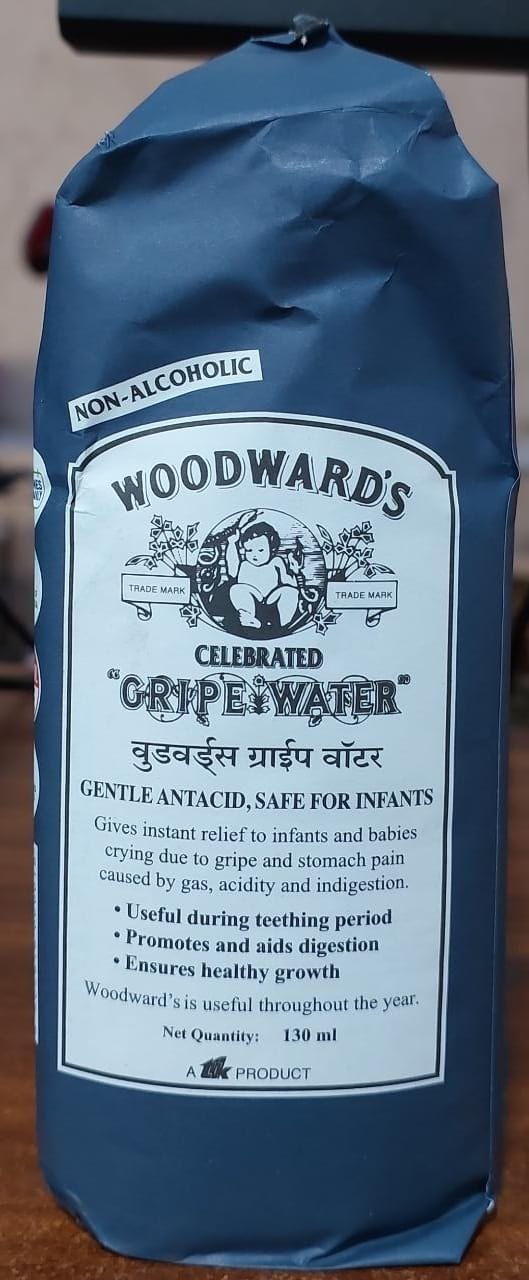 NON-ALCOHOLIC
WOODWARD'S
TRADE MARK
TRADE MARK
CELEBRATED
"GRIPE WATER"
वुडवर्ड्स ग्राईप वॉटर
GENTLE ANTACID, SAFE FOR INFANTS
Gives instant relief to infants and babies
crying due to gripe and stomach pain
caused by gas, acidity and indigestion.
• Useful during teething period
• Promotes and aids digestion
• Ensures healthy growth
Woodward's is useful throughout the year.
Net Quantity: 130 ml
A TTK PRODUCT